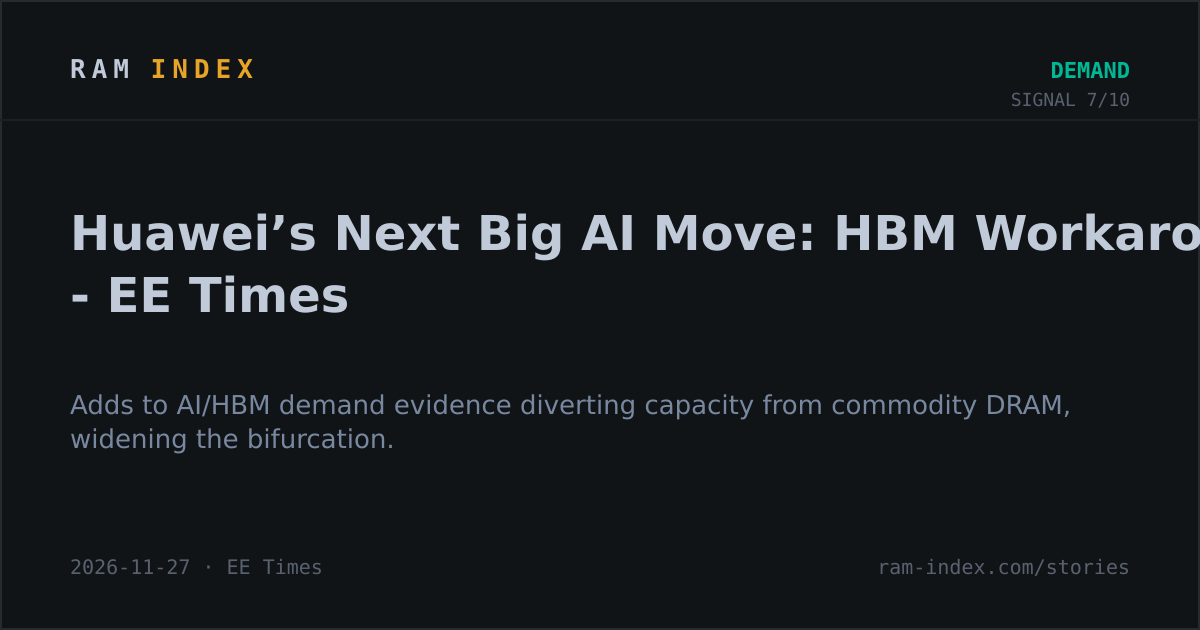 RAM INDEX
DEMAND
SIGNAL 7/10
Huawei’s Next Big AI Move: HBM Workaro
- EE Times
Adds to AI/HBM demand evidence diverting capacity from commodity DRAM,
widening the bifurcation.
2026-11-27 · EE Times
ram-index.com/stories